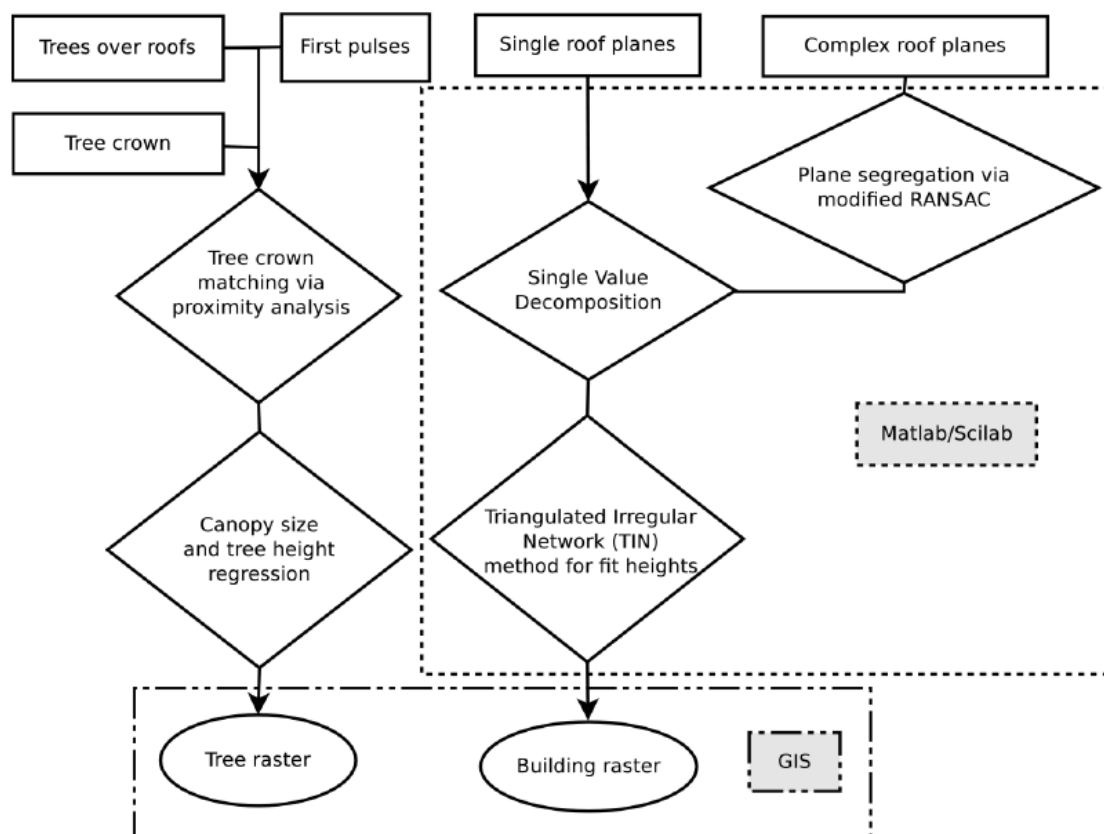 Trees over roofs
First pulses
Single roof planes
Complex roof planes
Tree crown
Plane segregation via
modified RANSAC
Tree crown
matching via
proximity analysis
Single Value
Decomposition
Matlab/Scilab
Canopy size
and tree height
regression
Triangulated Irregular
Network (TIN)
method for fit heights
Tree raster
Building raster
GIS